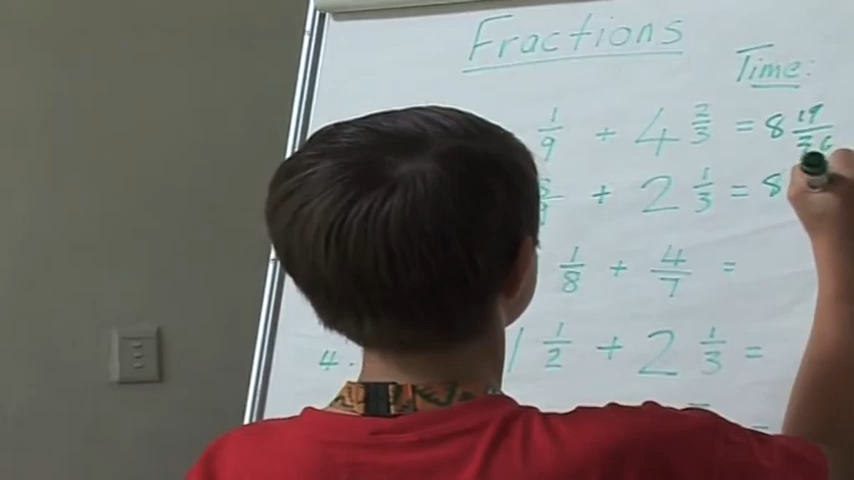 Fractions
Time:
1/9 + 4 2/3 = 8 19/36
+ 2 1/3 = 8
1/8 + 4/7 =
4. 1 1/2 + 2 1/3 =